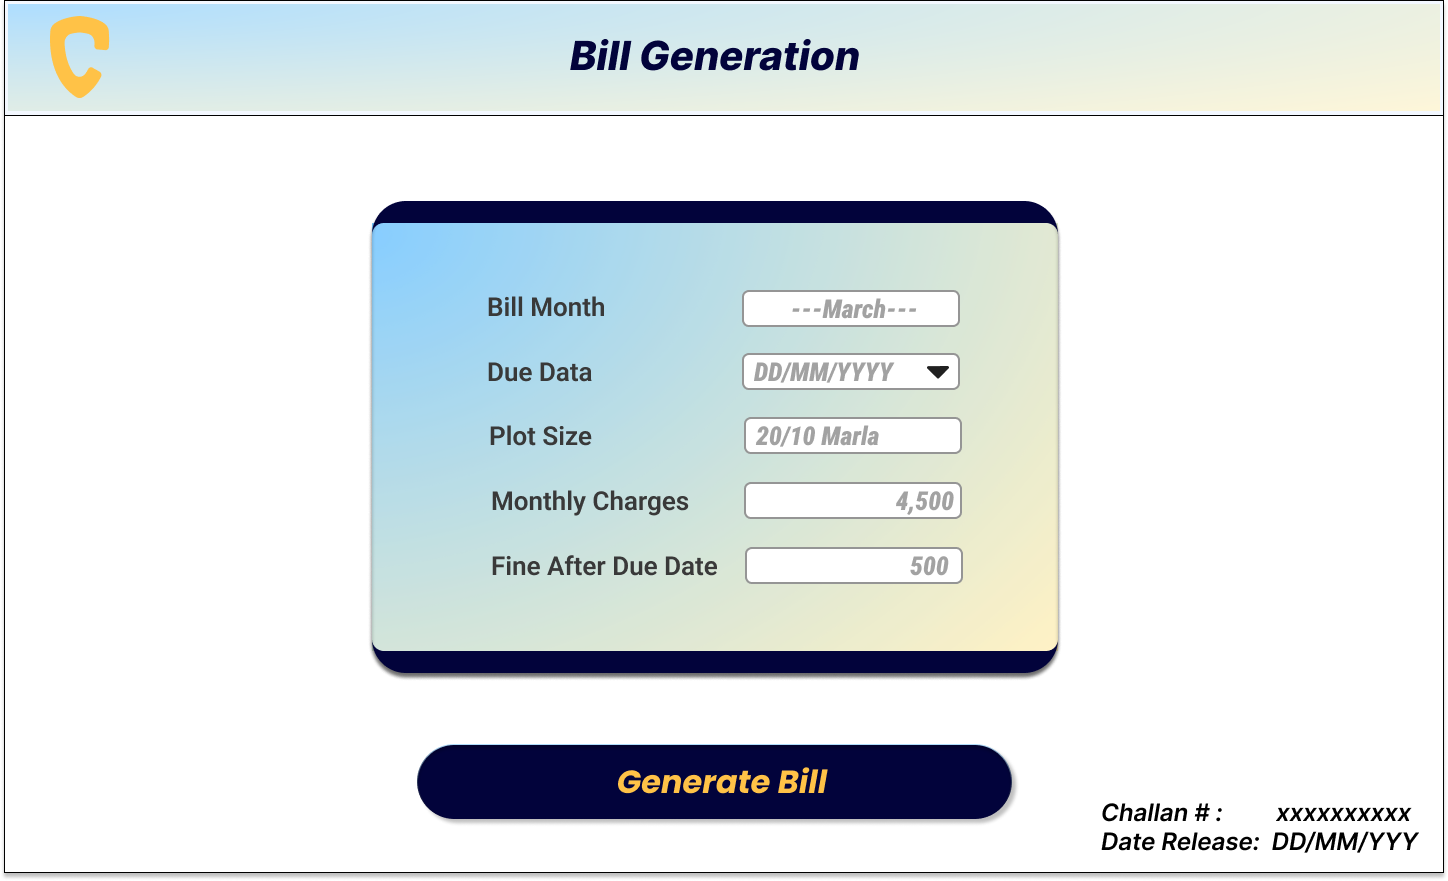 Bill Generation
Bill Month ---March---
Due Data DD/MM/YYYY
Plot Size 20/10 Marla
Monthly Charges 4,500
Fine After Due Date 500
Generate Bill
Challan # : xxxxxxxxxx
Date Release: DD/MM/YYY